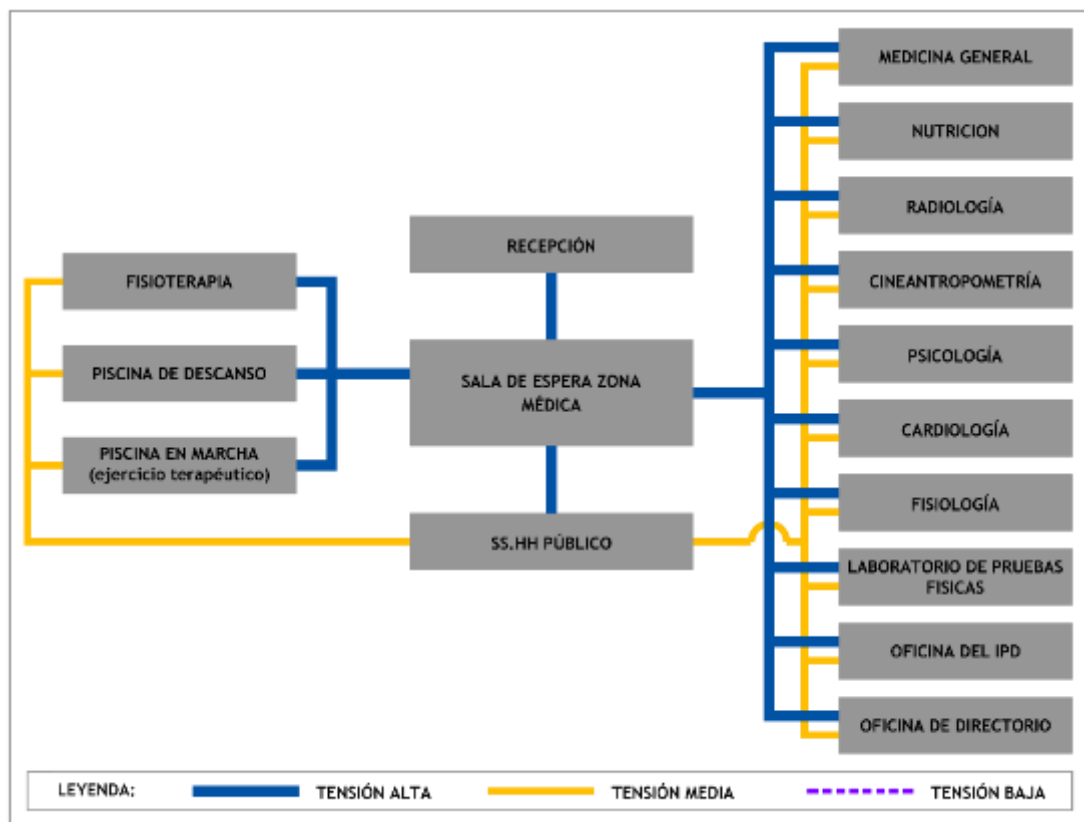 MEDICINA GENERAL
NUTRICION
RADIOLOGÍA
RECEPCIÓN
FISIOTERAPIA
CINEANTROPOMETRÍA
PISCINA DE DESCANSO
SALA DE ESPERA ZONA
MÉDICA
PSICOLOGÍA
CARDIOLOGÍA
PISCINA EN MARCHA
(ejercicio terapéutico)
FISIOLOGÍA
SS.HH PÚBLICO
LABORATORIO DE PRUEBAS
FISICAS
OFICINA DEL IPD
OFICINA DE DIRECTORIO
LEYENDA:
TENSIÓN ALTA
TENSIÓN MEDIA
TENSIÓN BAJA